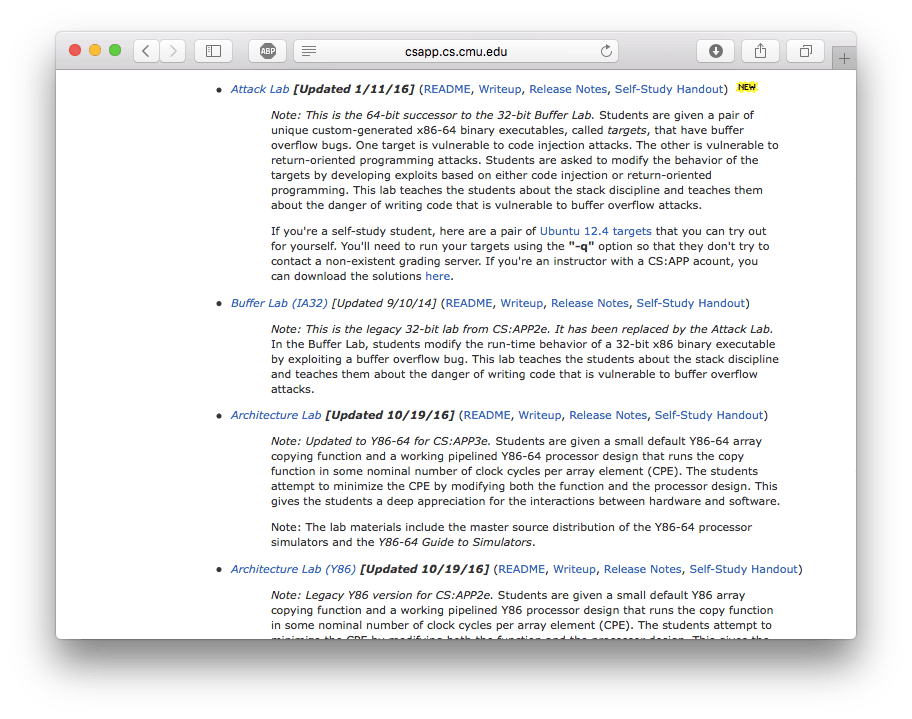 ABP
csapp.cs.cmu.edu
• Attack Lab [Updated 1/11/16] (README, Writeup, Release Notes, Self-Study Handout) NEW
Note: This is the 64-bit successor to the 32-bit Buffer Lab. Students are given a pair of
unique custom-generated x86-64 binary executables, called targets, that have buffer
overflow bugs. One target is vulnerable to code injection attacks. The other is vulnerable to
return-oriented programming attacks. Students are asked to modify the behavior of the
targets by developing exploits based on either code injection or return-oriented
programming. This lab teaches the students about the stack discipline and teaches them
about the danger of writing code that is vulnerable to buffer overflow attacks.
If you're a self-study student, here are a pair of Ubuntu 12.4 targets that you can try out
for yourself. You'll need to run your targets using the "-q" option so that they don't try to
contact a non-existent grading server. If you're an instructor with a CS:APP acount, you
can download the solutions here.
• Buffer Lab (IA32) [Updated 9/10/14] (README, Writeup, Release Notes, Self-Study Handout)
Note: This is the legacy 32-bit lab from CS:APP2e. It has been replaced by the Attack Lab.
In the Buffer Lab, students modify the run-time behavior of a 32-bit x86 binary executable
by exploiting a buffer overflow bug. This lab teaches the students about the stack discipline
and teaches them about the danger of writing code that is vulnerable to buffer overflow
attacks.
• Architecture Lab [Updated 10/19/16] (README, Writeup, Release Notes, Self-Study Handout)
Note: Updated to Y86-64 for CS:APP3e. Students are given a small default Y86-64 array
copying function and a working pipelined Y86-64 processor design that runs the copy
function in some nominal number of clock cycles per array element (CPE). The students
attempt to minimize the CPE by modifying both the function and the processor design. This
gives the students a deep appreciation for the interactions between hardware and software.
Note: The lab materials include the master source distribution of the Y86-64 processor
simulators and the Y86-64 Guide to Simulators.
• Architecture Lab (Y86) [Updated 10/19/16] (README, Writeup, Release Notes, Self-Study Handout)
Note: Legacy Y86 version for CS:APP2e. Students are given a small default Y86 array
copying function and a working pipelined Y86 processor design that runs the copy function
in some nominal number of clock cycles per array element (CPE). The students attempt to
minimize the CPE by modifying both the function and the processor design. This gives the